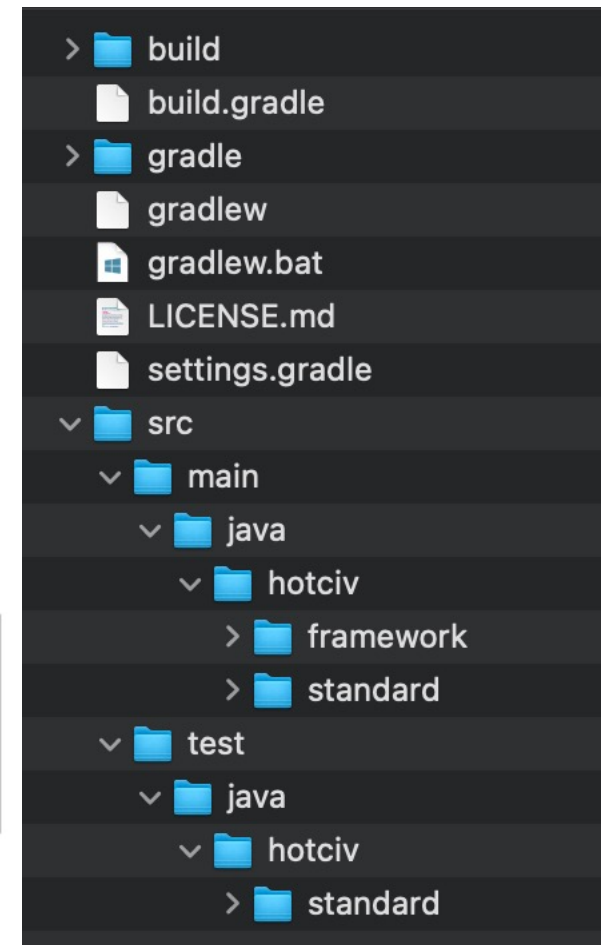 build
build.gradle
gradle
gradlew
gradlew.bat
LICENSE.md
settings.gradle
src
main
java
hotciv
framework
standard
test
java
hotciv
standard